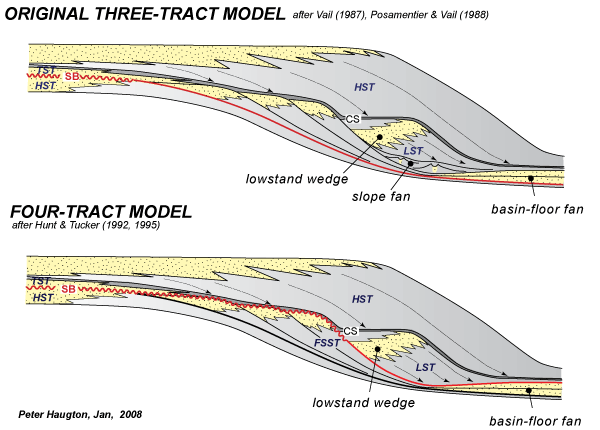 ORIGINAL THREE-TRACT MODEL after Vail (1987), Posamentier & Vail (1988)
TST
SB
HST
HST
CS
LST
lowstand wedge
slope fan
basin-floor fan
FOUR-TRACT MODEL
after Hunt & Tucker (1992, 1995)
TST
SB
HST
HST
CS
FSST
LST
lowstand wedge
basin-floor fan
Peter Haugton, Jan, 2008